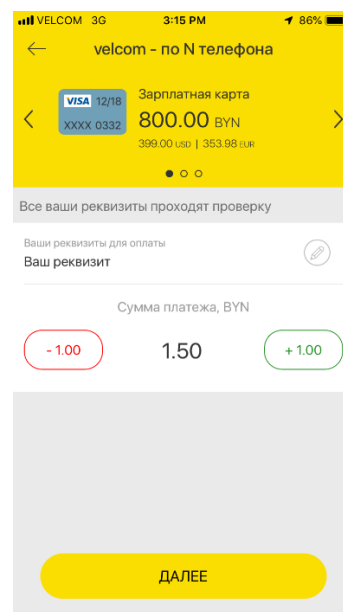 VELCOM 3G 3:15 PM 86%
velcom - по N телефона
Зарплатная карта
VISA 12/18
800.00 BYN
XXXX 0332
399.00 USD | 353.98 EUR
Все ваши реквизиты проходят проверку
Ваши реквизиты для оплаты
Ваш реквизит
Сумма платежа, BYN
- 1.00 1.50 + 1.00
ДАЛЕЕ